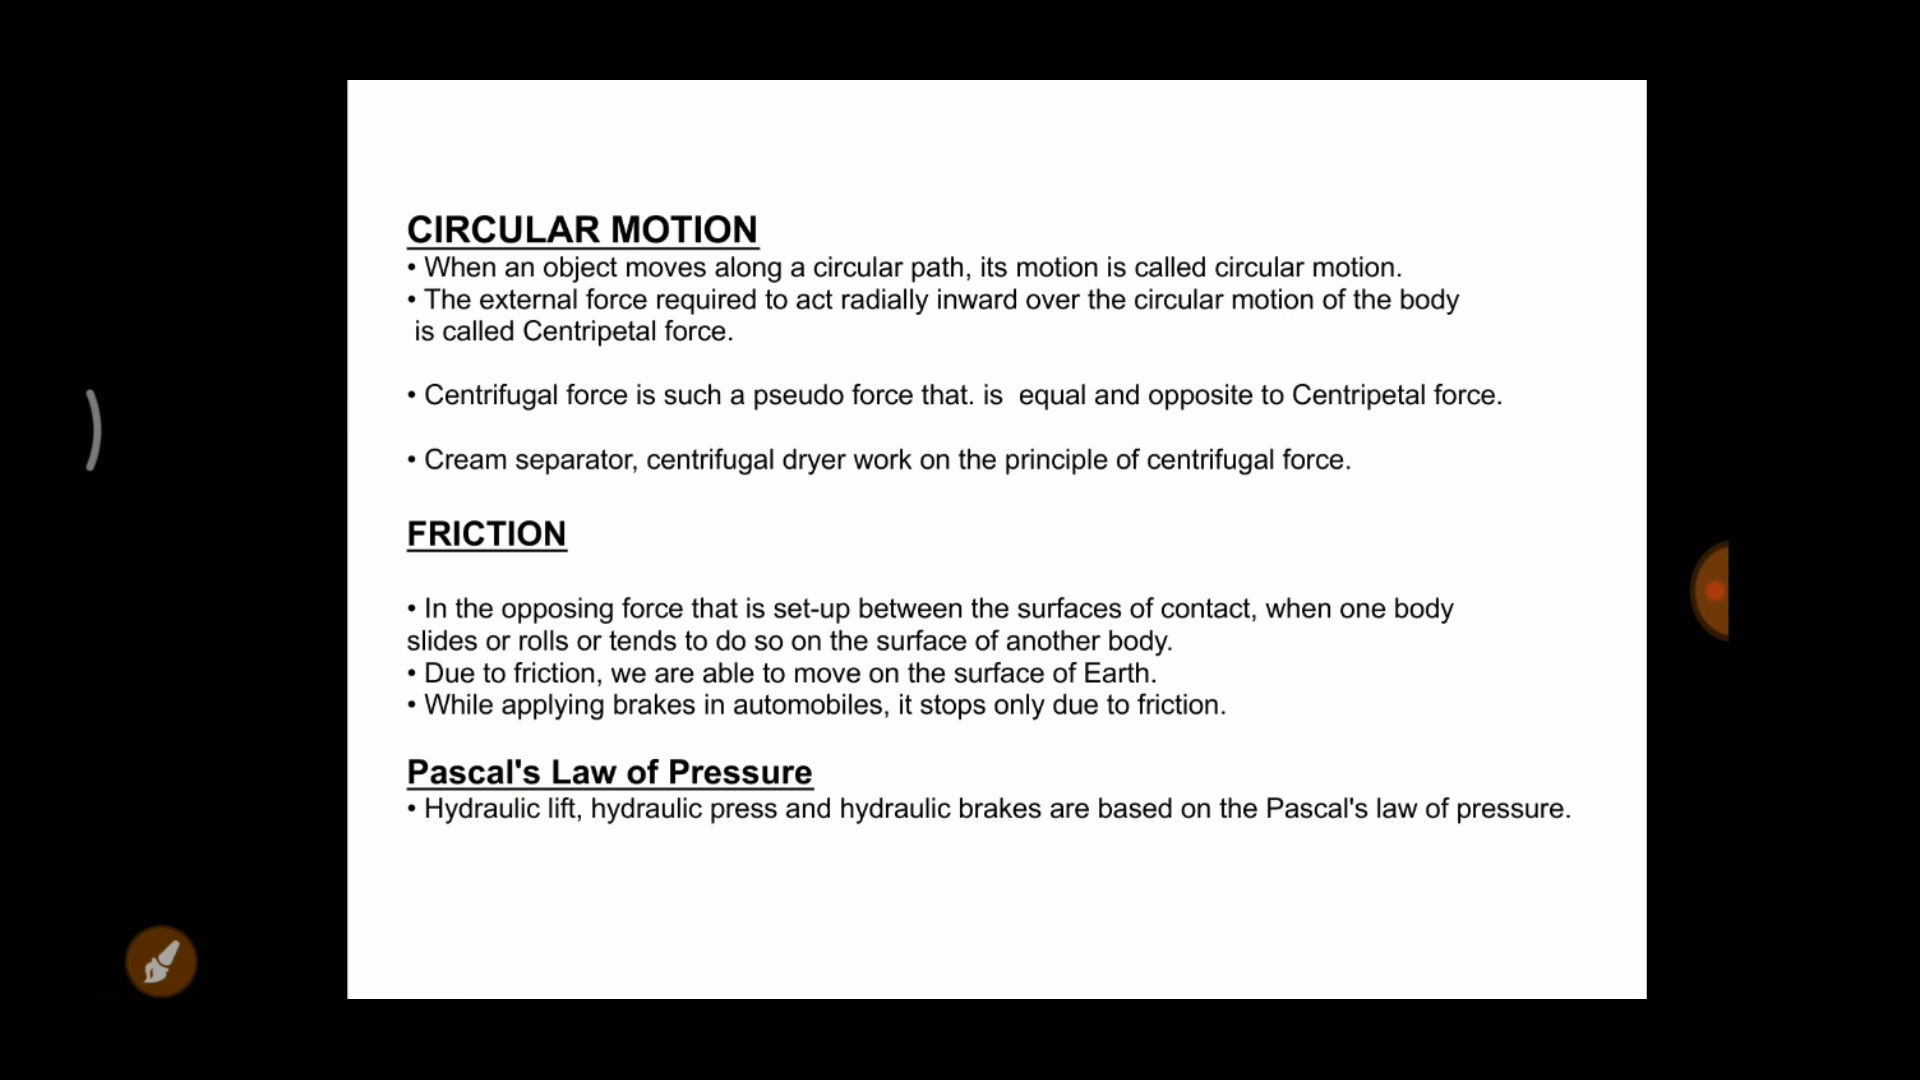 CIRCULAR MOTION
• When an object moves along a circular path, its motion is called circular motion.
• The external force required to act radially inward over the circular motion of the body
is called Centripetal force.
• Centrifugal force is such a pseudo force that. is  equal and opposite to Centripetal force.
• Cream separator, centrifugal dryer work on the principle of centrifugal force.
FRICTION
• In the opposing force that is set-up between the surfaces of contact, when one body
slides or rolls or tends to do so on the surface of another body.
• Due to friction, we are able to move on the surface of Earth.
• While applying brakes in automobiles, it stops only due to friction.
Pascal's Law of Pressure
• Hydraulic lift, hydraulic press and hydraulic brakes are based on the Pascal's law of pressure.